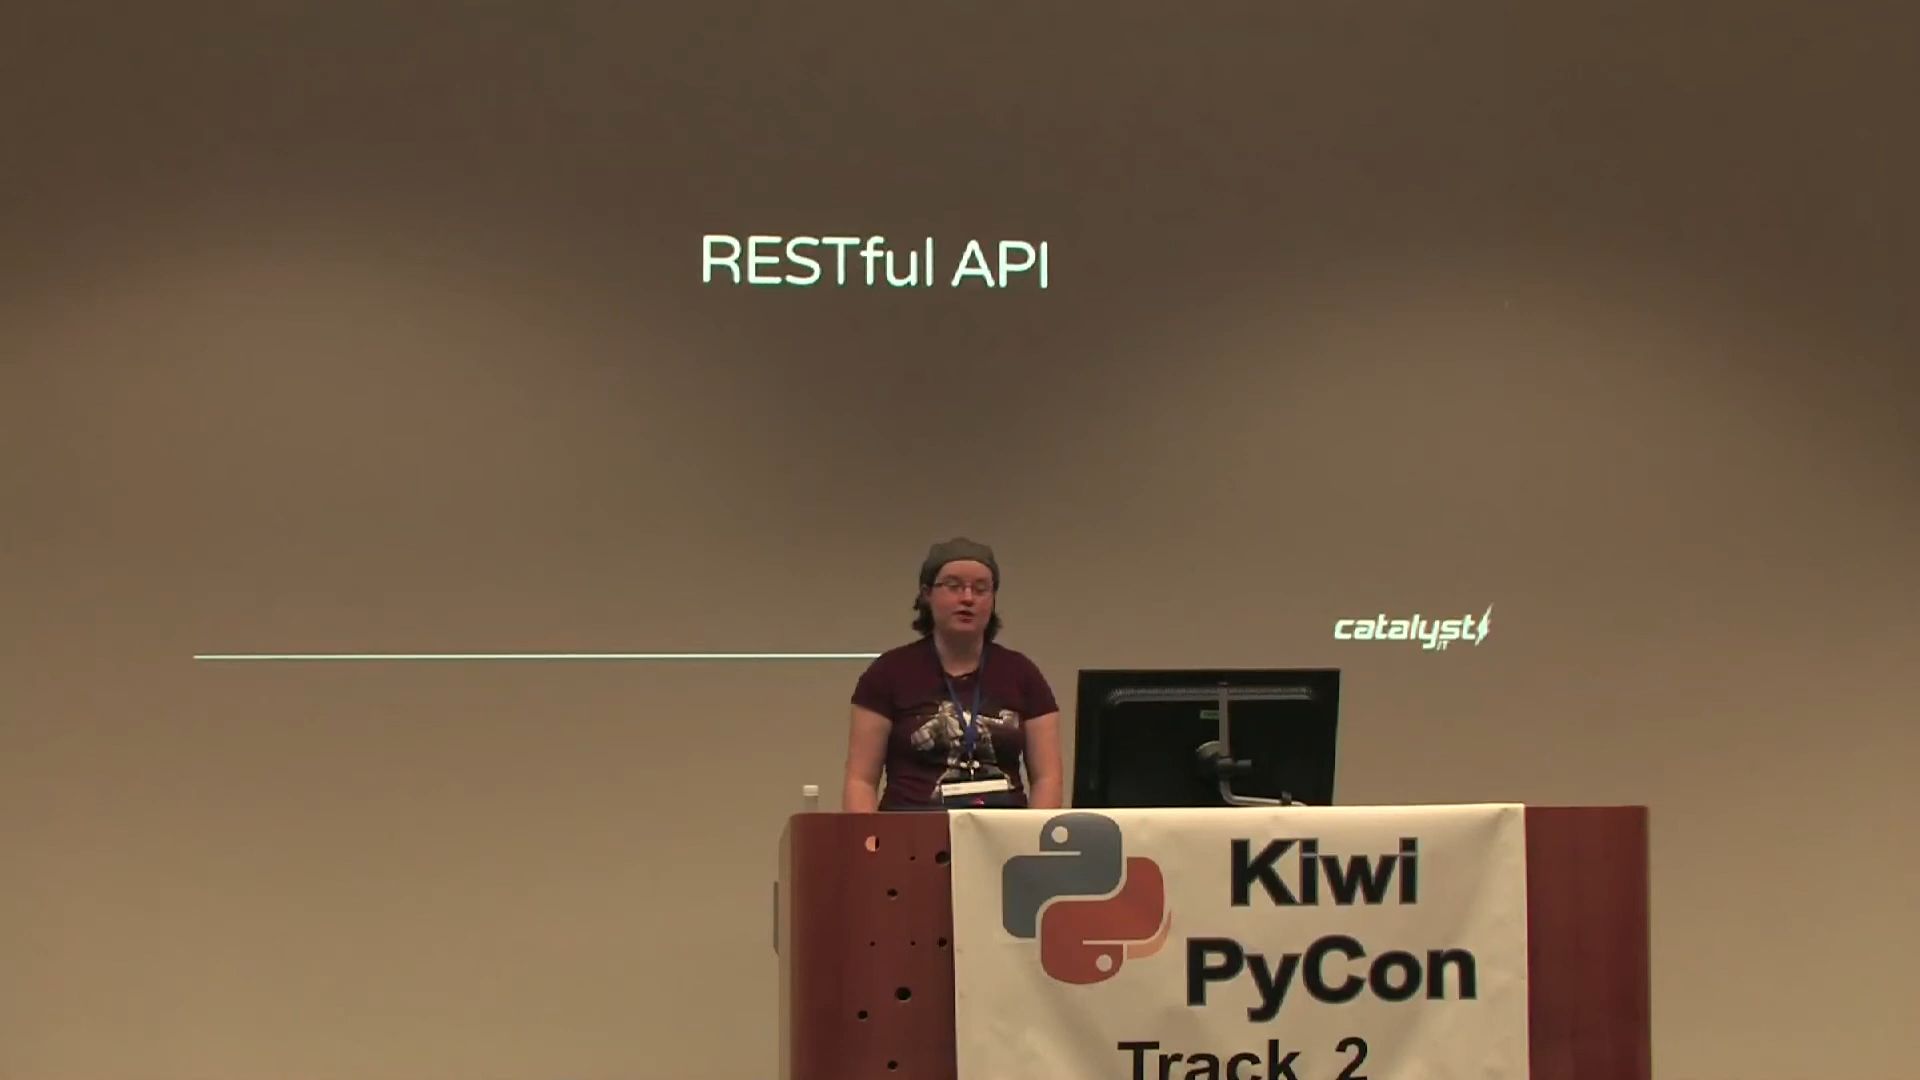 RESTful API
catalyst
IT
Kiwi
PyCon
Track 2